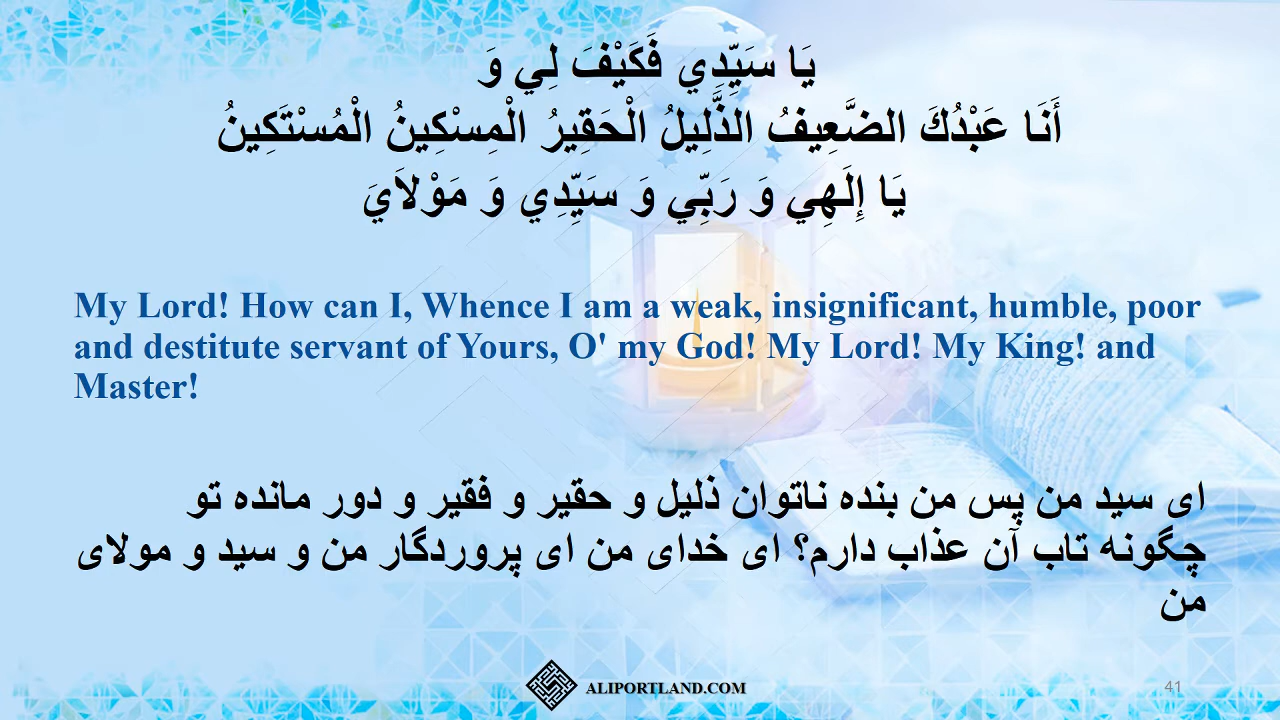 يَا سَيِّدِي فَكَيْفَ لِي وَ
أَنَا عَبْدُكَ الضَّعِيفُ الذَّلِيلُ الْحَقِيرُ الْمِسْكِينُ الْمُسْتَكِينُ
يَا إِلَهِي وَ رَبِّي وَ سَيِّدِي وَ مَوْلاَيَ
My Lord! How can I, Whence I am a weak, insignificant, humble, poor
and destitute servant of Yours, O' my God! My Lord! My King! and
Master!
ای سید من پس من بنده ناتوان ذلیل و حقیر و فقیر و دور مانده تو
چگونه تاب آن عذاب دارم؟ ای خدای من ای پروردگار من و سید و مولای
من
ALIPORTLAND.COM
41